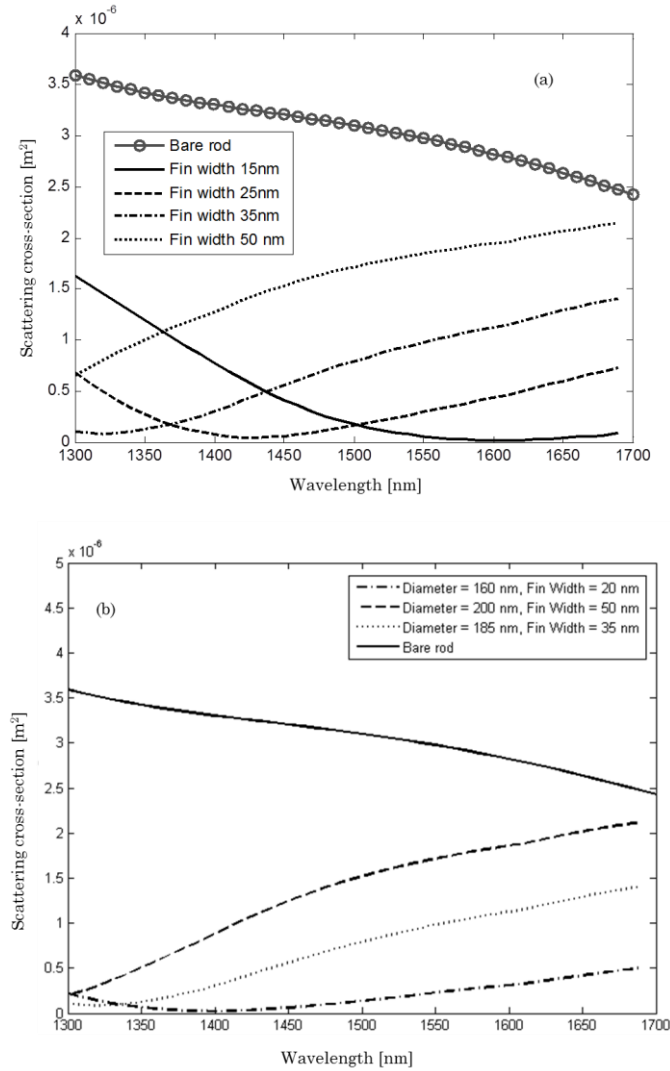 x 10⁻⁶
4
3.5
3
2.5
2
1.5
1
0.5
0
Scattering cross-section [m²]
(a)
Bare rod
Fin width 15nm
Fin width 25nm
Fin width 35nm
Fin width 50 nm
1300 1350 1400 1450 1500 1550 1600 1650 1700
Wavelength [nm]
x 10⁻⁶
5
4.5
4
3.5
3
2.5
2
1.5
1
0.5
0
Scattering cross-section [m²]
(b)
Diameter = 160 nm, Fin Width = 20 nm
Diameter = 200 nm, Fin Width = 50 nm
Diameter = 185 nm, Fin Width = 35 nm
Bare rod
1300 1350 1400 1450 1500 1550 1600 1650 1700
Wavelength [nm]